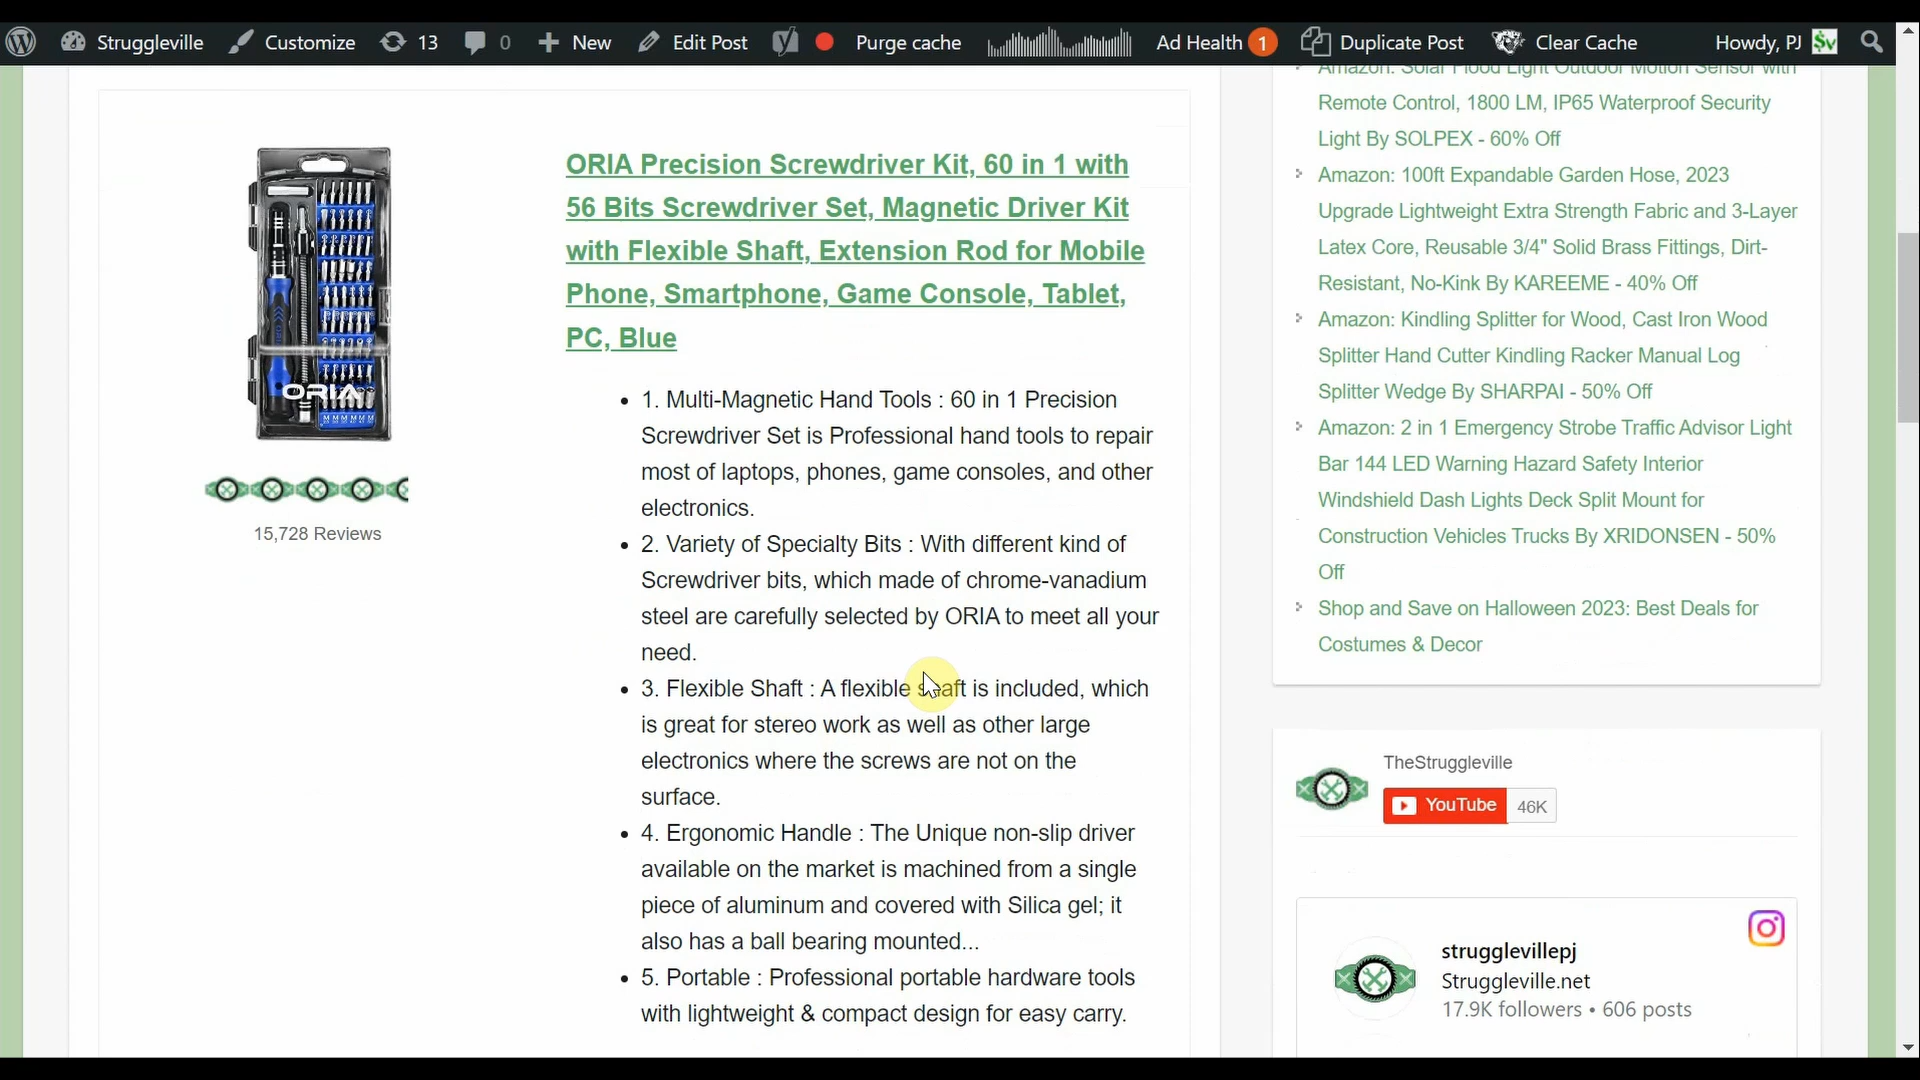 Struggleville
Customize
13
0
New
Edit Post
Purge cache
Ad Health 1
Duplicate Post
Clear Cache
Howdy, PJ
ORIA
15,728 Reviews
ORIA Precision Screwdriver Kit, 60 in 1 with
56 Bits Screwdriver Set, Magnetic Driver Kit
with Flexible Shaft, Extension Rod for Mobile
Phone, Smartphone, Game Console, Tablet,
PC, Blue
1. Multi-Magnetic Hand Tools : 60 in 1 Precision
Screwdriver Set is Professional hand tools to repair
most of laptops, phones, game consoles, and other
electronics.
2. Variety of Specialty Bits : With different kind of
Screwdriver bits, which made of chrome-vanadium
steel are carefully selected by ORIA to meet all your
need.
3. Flexible Shaft : A flexible shaft is included, which
is great for stereo work as well as other large
electronics where the screws are not on the
surface.
4. Ergonomic Handle : The Unique non-slip driver
available on the market is machined from a single
piece of aluminum and covered with Silica gel; it
also has a ball bearing mounted...
5. Portable : Professional portable hardware tools
with lightweight & compact design for easy carry.
Amazon: Solar Flood Light Outdoor Motion Sensor with
Remote Control, 1800 LM, IP65 Waterproof Security
Light By SOLPEX - 60% Off
Amazon: 100ft Expandable Garden Hose, 2023
Upgrade Lightweight Extra Strength Fabric and 3-Layer
Latex Core, Reusable 3/4" Solid Brass Fittings, Dirt-
Resistant, No-Kink By KAREEME - 40% Off
Amazon: Kindling Splitter for Wood, Cast Iron Wood
Splitter Hand Cutter Kindling Racker Manual Log
Splitter Wedge By SHARPAI - 50% Off
Amazon: 2 in 1 Emergency Strobe Traffic Advisor Light
Bar 144 LED Warning Hazard Safety Interior
Windshield Dash Lights Deck Split Mount for
Construction Vehicles Trucks By XRIDONSEN - 50%
Off
Shop and Save on Halloween 2023: Best Deals for
Costumes & Decor
TheStruggleville
YouTube 46K
strugglevillepj
Struggleville.net
17.9K followers • 606 posts